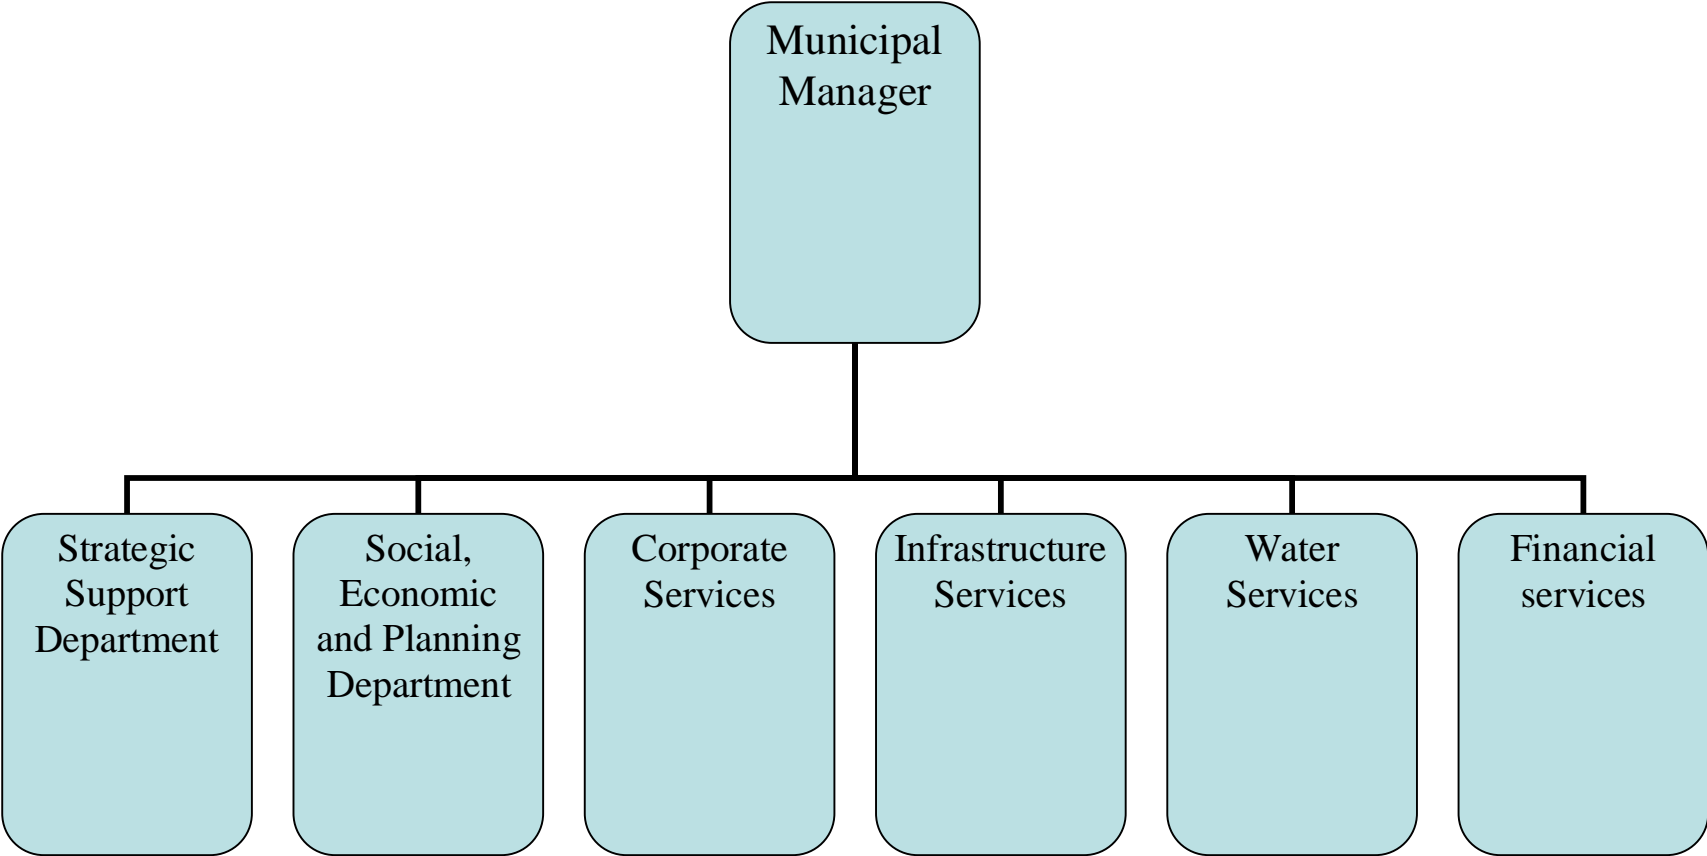 Municipal
Manager
Strategic
Support
Department
Social,
Economic
and Planning
Department
Corporate
Services
Infrastructure
Services
Water
Services
Financial
services